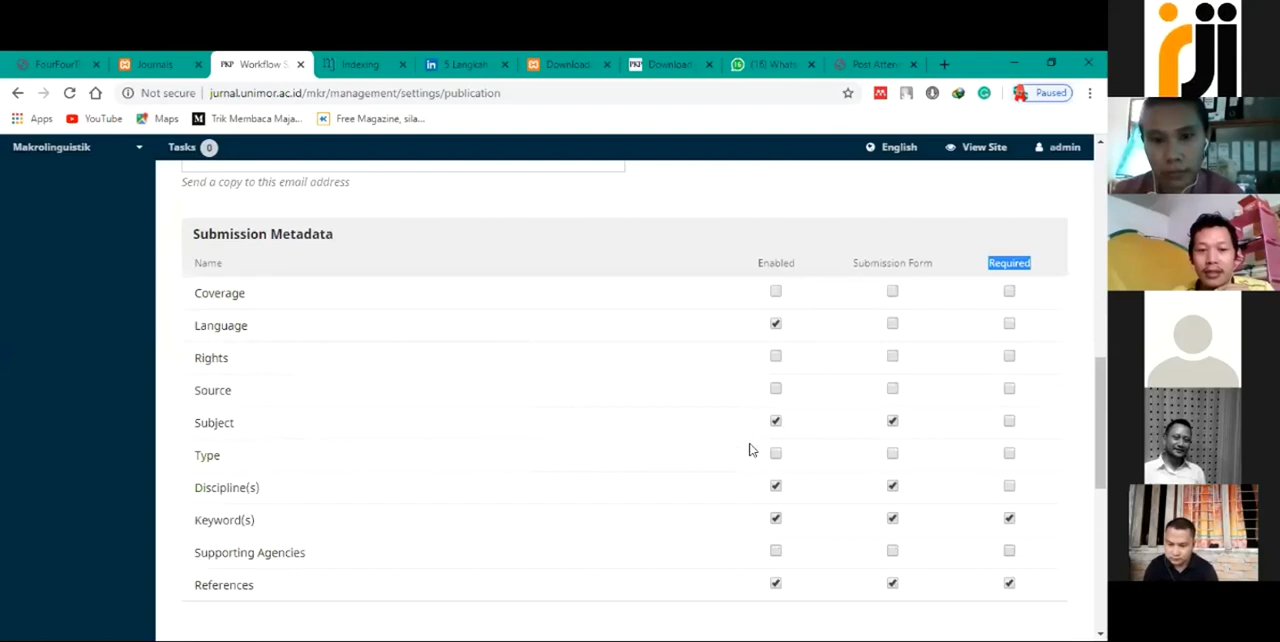 FourFourT
Journals
PKP Workflow S
Indexing
5 Langkah
Download
PKP Download
(16) Whats
Post Atten
Not secure jurnal.unimor.ac.id/mkr/management/settings/publication
Paused
Apps YouTube Maps Trik Membaca Maja... Free Magazine, sila...
Makrolinguistik Tasks 0 English View Site admin
Send a copy to this email address
Submission Metadata
Name Enabled Submission Form Required
Coverage
Language
Rights
Source
Subject
Type
Discipline(s)
Keyword(s)
Supporting Agencies
References
rji